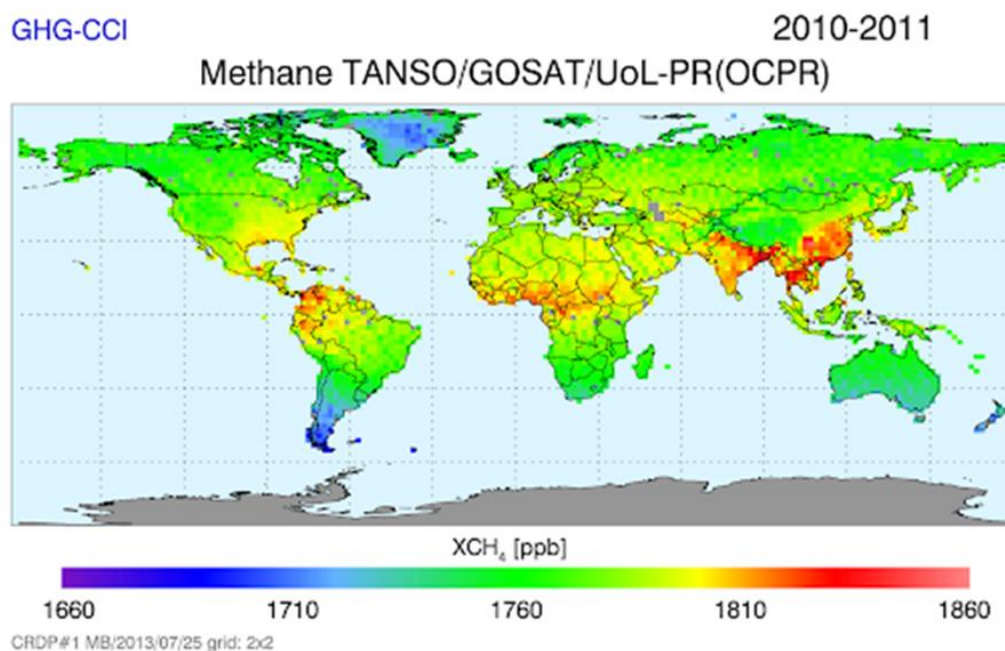 GHG-CCI 2010-2011
Methane TANSO/GOSAT/UoL-PR(OCPR)
XCH₄ [ppb]
1660 1710 1760 1810 1860
CRDP#1 MB/2013/07/25 grid: 2x2